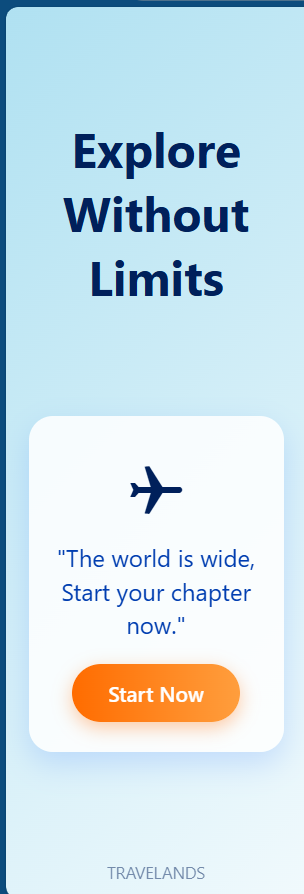 Explore
Without
Limits
"The world is wide,
Start your chapter
now."
Start Now
TRAVELANDS